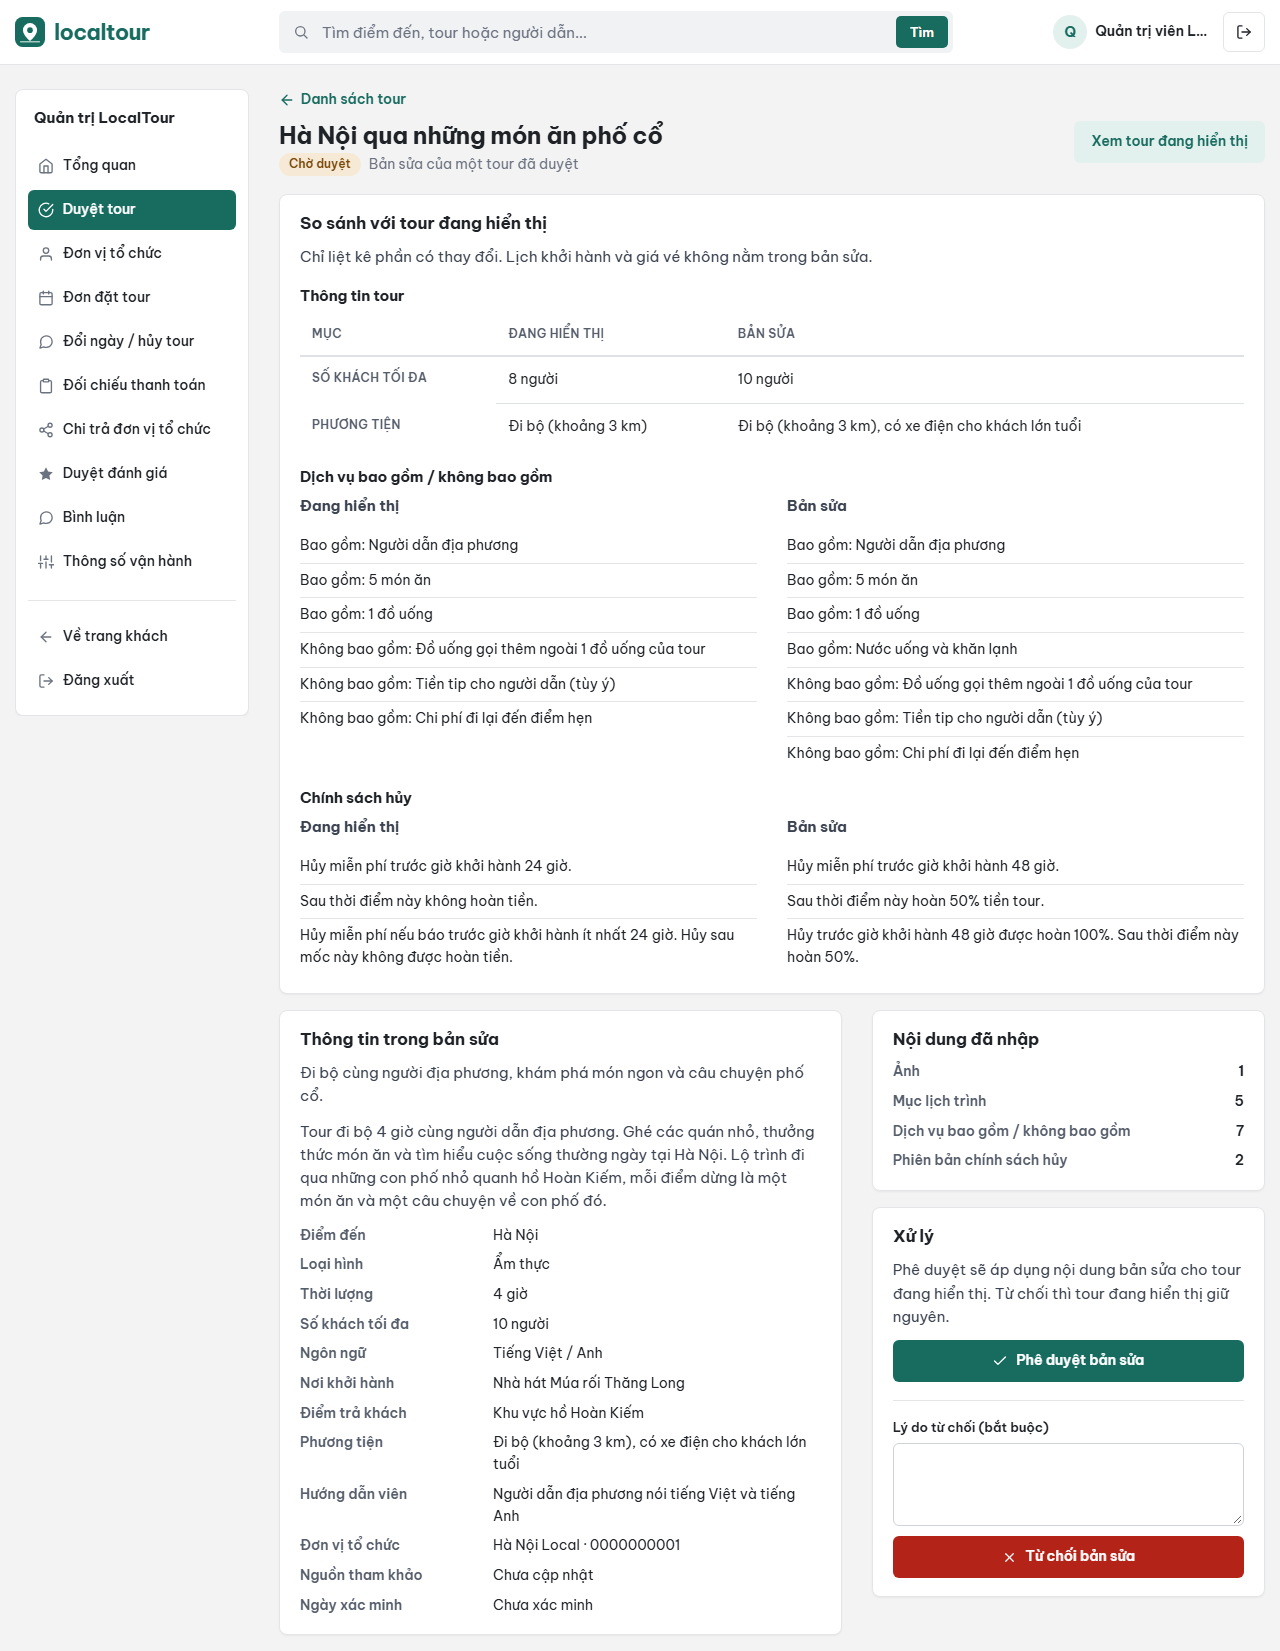 localtour
Tìm điểm đến, tour hoặc người dẫn...
Tìm
Q
Quản trị viên L...
Quản trị LocalTour
Tổng quan
Duyệt tour
Đơn vị tổ chức
Đơn đặt tour
Đổi ngày / hủy tour
Đối chiếu thanh toán
Chi trả đơn vị tổ chức
Duyệt đánh giá
Bình luận
Thông số vận hành
Về trang khách
Đăng xuất
Danh sách tour
Hà Nội qua những món ăn phố cổ
Chờ duyệt Bản sửa của một tour đã duyệt
Xem tour đang hiển thị
So sánh với tour đang hiển thị
Chỉ liệt kê phần có thay đổi. Lịch khởi hành và giá vé không nằm trong bản sửa.
Thông tin tour
MỤC ĐANG HIỂN THỊ BẢN SỬA
SỐ KHÁCH TỐI ĐA 8 người 10 người
PHƯƠNG TIỆN Đi bộ (khoảng 3 km) Đi bộ (khoảng 3 km), có xe điện cho khách lớn tuổi
Dịch vụ bao gồm / không bao gồm
Đang hiển thị
Bao gồm: Người dẫn địa phương
Bao gồm: 5 món ăn
Bao gồm: 1 đồ uống
Không bao gồm: Đồ uống gọi thêm ngoài 1 đồ uống của tour
Không bao gồm: Tiền tip cho người dẫn (tùy ý)
Không bao gồm: Chi phí đi lại đến điểm hẹn
Bản sửa
Bao gồm: Người dẫn địa phương
Bao gồm: 5 món ăn
Bao gồm: 1 đồ uống
Bao gồm: Nước uống và khăn lạnh
Không bao gồm: Đồ uống gọi thêm ngoài 1 đồ uống của tour
Không bao gồm: Tiền tip cho người dẫn (tùy ý)
Không bao gồm: Chi phí đi lại đến điểm hẹn
Chính sách hủy
Đang hiển thị
Hủy miễn phí trước giờ khởi hành 24 giờ.
Sau thời điểm này không hoàn tiền.
Hủy miễn phí nếu báo trước giờ khởi hành ít nhất 24 giờ. Hủy sau
mốc này không được hoàn tiền.
Bản sửa
Hủy miễn phí trước giờ khởi hành 48 giờ.
Sau thời điểm này hoàn 50% tiền tour.
Hủy trước giờ khởi hành 48 giờ được hoàn 100%. Sau thời điểm này
hoàn 50%.
Thông tin trong bản sửa
Đi bộ cùng người địa phương, khám phá món ngon và câu chuyện phố
cổ.
Tour đi bộ 4 giờ cùng người dẫn địa phương. Ghé các quán nhỏ, thưởng
thức món ăn và tìm hiểu cuộc sống thường ngày tại Hà Nội. Lộ trình đi
qua những con phố nhỏ quanh hồ Hoàn Kiếm, mỗi điểm dừng là một
món ăn và một câu chuyện về con phố đó.
Điểm đến Hà Nội
Loại hình Ẩm thực
Thời lượng 4 giờ
Số khách tối đa 10 người
Ngôn ngữ Tiếng Việt / Anh
Nơi khởi hành Nhà hát Múa rối Thăng Long
Điểm trả khách Khu vực hồ Hoàn Kiếm
Phương tiện Đi bộ (khoảng 3 km), có xe điện cho khách lớn
tuổi
Hướng dẫn viên Người dẫn địa phương nói tiếng Việt và tiếng
Anh
Đơn vị tổ chức Hà Nội Local · 0000000001
Nguồn tham khảo Chưa cập nhật
Ngày xác minh Chưa xác minh
Nội dung đã nhập
Ảnh 1
Mục lịch trình 5
Dịch vụ bao gồm / không bao gồm 7
Phiên bản chính sách hủy 2
Xử lý
Phê duyệt sẽ áp dụng nội dung bản sửa cho tour
đang hiển thị. Từ chối thì tour đang hiển thị giữ
nguyên.
Phê duyệt bản sửa
Lý do từ chối (bắt buộc)
Từ chối bản sửa